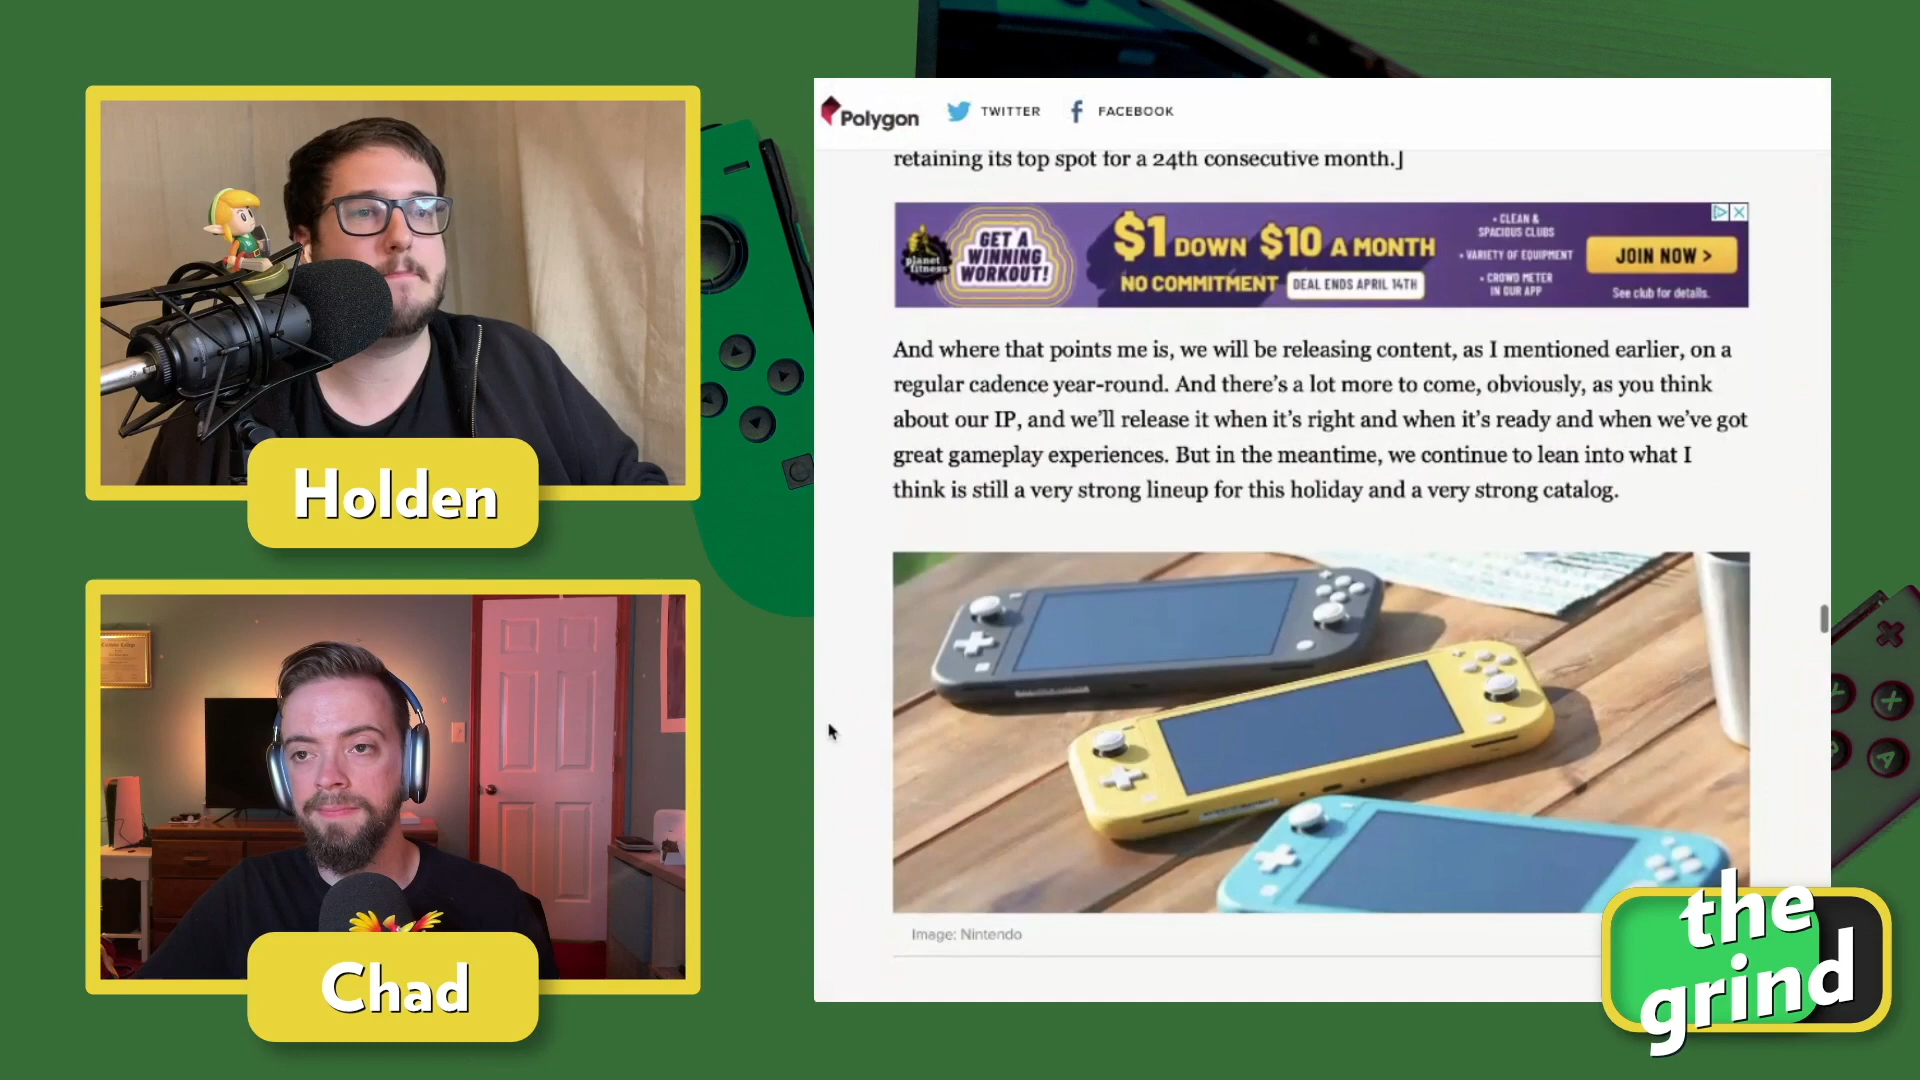 Holden
Chad
Polygon
TWITTER
FACEBOOK
retaining its top spot for a 24th consecutive month.]
planet
fitness
GET A
WINNING
WORKOUT!
$1 DOWN $10 A MONTH
NO COMMITMENT
DEAL ENDS APRIL 14TH
• CLEAN &
SPACIOUS CLUBS
• VARIETY OF EQUIPMENT
• CROWD METER
IN OUR APP
JOIN NOW >
See club for details.
And where that points me is, we will be releasing content, as I mentioned earlier, on a
regular cadence year-round. And there's a lot more to come, obviously, as you think
about our IP, and we'll release it when it's right and when it's ready and when we've got
great gameplay experiences. But in the meantime, we continue to lean into what I
think is still a very strong lineup for this holiday and a very strong catalog.
Image: Nintendo
Y
X
A
the
grind